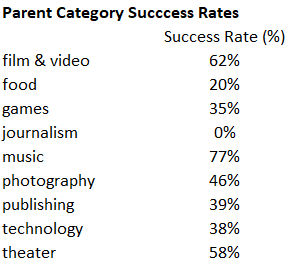 Parent Category Succcess Rates
Success Rate (%)
film & video 62%
food 20%
games 35%
journalism 0%
music 77%
photography 46%
publishing 39%
technology 38%
theater 58%